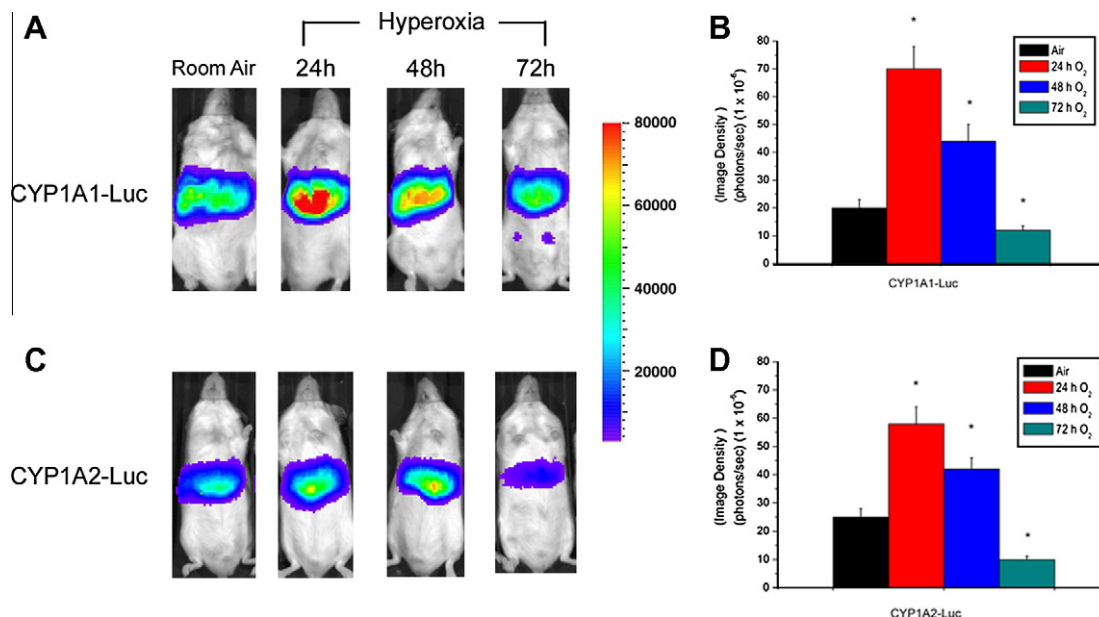 A
Hyperoxia
Room Air 24h 48h 72h
CYP1A1-Luc
80000
60000
40000
20000
B
(Image Density )
(photons/sec) (1 x 10⁻⁶)
80
70
60
50
40
30
20
10
0
*
*
*
Air
24 h O₂
48 h O₂
72 h O₂
CYP1A1-Luc
C
CYP1A2-Luc
D
(Image Density )
(photons/sec) (1 x 10⁻⁶)
80
70
60
50
40
30
20
10
0
*
*
*
Air
24 h O₂
48 h O₂
72 h O₂
CYP1A2-Luc